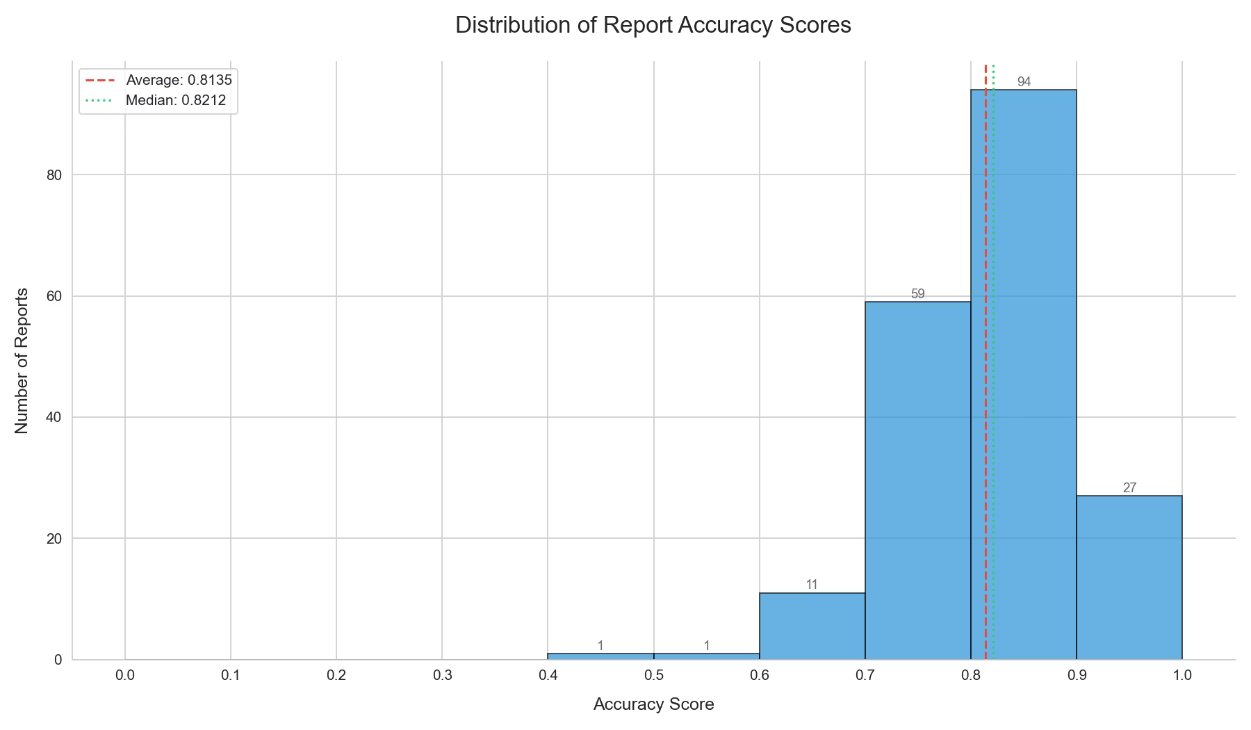 Distribution of Report Accuracy Scores
Average: 0.8135
Median: 0.8212
Number of Reports
80
60
40
20
0
1
1
11
59
94
27
0.0 0.1 0.2 0.3 0.4 0.5 0.6 0.7 0.8 0.9 1.0
Accuracy Score